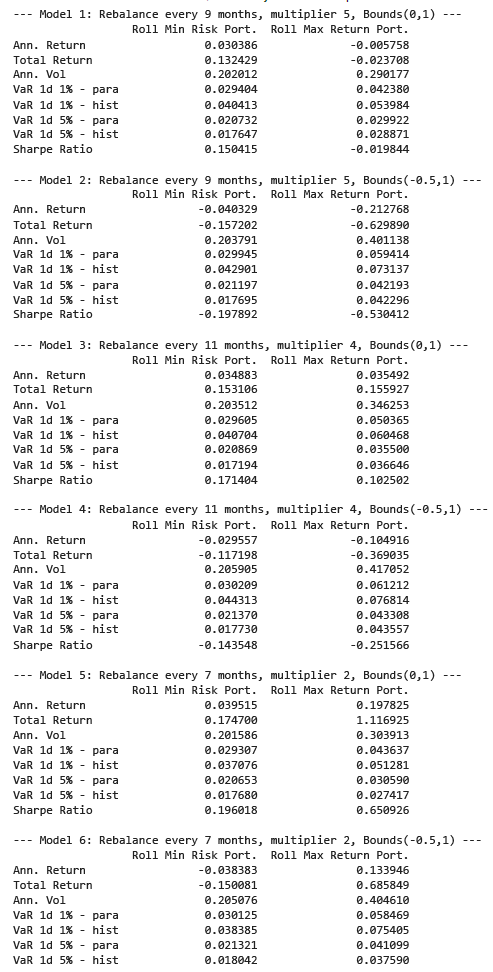 --- Model 1: Rebalance every 9 months, multiplier 5, Bounds(0,1) ---
Roll Min Risk Port. Roll Max Return Port.
Ann. Return 0.030386 -0.005758
Total Return 0.132429 -0.023708
Ann. Vol 0.202012 0.290177
VaR 1d 1% - para 0.029404 0.042380
VaR 1d 1% - hist 0.040413 0.053984
VaR 1d 5% - para 0.020732 0.029922
VaR 1d 5% - hist 0.017647 0.028871
Sharpe Ratio 0.150415 -0.019844
--- Model 2: Rebalance every 9 months, multiplier 5, Bounds(-0.5,1) ---
Roll Min Risk Port. Roll Max Return Port.
Ann. Return -0.040329 -0.212768
Total Return -0.157202 -0.629890
Ann. Vol 0.203791 0.401138
VaR 1d 1% - para 0.029945 0.059414
VaR 1d 1% - hist 0.042901 0.073137
VaR 1d 5% - para 0.021197 0.042193
VaR 1d 5% - hist 0.017695 0.042296
Sharpe Ratio -0.197892 -0.530412
--- Model 3: Rebalance every 11 months, multiplier 4, Bounds(0,1) ---
Roll Min Risk Port. Roll Max Return Port.
Ann. Return 0.034883 0.035492
Total Return 0.153106 0.155927
Ann. Vol 0.203512 0.346253
VaR 1d 1% - para 0.029605 0.050365
VaR 1d 1% - hist 0.040704 0.060468
VaR 1d 5% - para 0.020869 0.035500
VaR 1d 5% - hist 0.017194 0.036646
Sharpe Ratio 0.171404 0.102502
--- Model 4: Rebalance every 11 months, multiplier 4, Bounds(-0.5,1) ---
Roll Min Risk Port. Roll Max Return Port.
Ann. Return -0.029557 -0.104916
Total Return -0.117198 -0.369035
Ann. Vol 0.205905 0.417052
VaR 1d 1% - para 0.030209 0.061212
VaR 1d 1% - hist 0.044313 0.076814
VaR 1d 5% - para 0.021370 0.043308
VaR 1d 5% - hist 0.017730 0.043557
Sharpe Ratio -0.143548 -0.251566
--- Model 5: Rebalance every 7 months, multiplier 2, Bounds(0,1) ---
Roll Min Risk Port. Roll Max Return Port.
Ann. Return 0.039515 0.197825
Total Return 0.174700 1.116925
Ann. Vol 0.201586 0.303913
VaR 1d 1% - para 0.029307 0.043637
VaR 1d 1% - hist 0.037076 0.051281
VaR 1d 5% - para 0.020653 0.030590
VaR 1d 5% - hist 0.017680 0.027417
Sharpe Ratio 0.196018 0.650926
--- Model 6: Rebalance every 7 months, multiplier 2, Bounds(-0.5,1) ---
Roll Min Risk Port. Roll Max Return Port.
Ann. Return -0.038383 0.133946
Total Return -0.150081 0.685849
Ann. Vol 0.205076 0.404610
VaR 1d 1% - para 0.030125 0.058469
VaR 1d 1% - hist 0.038385 0.075405
VaR 1d 5% - para 0.021321 0.041099
VaR 1d 5% - hist 0.018042 0.037590